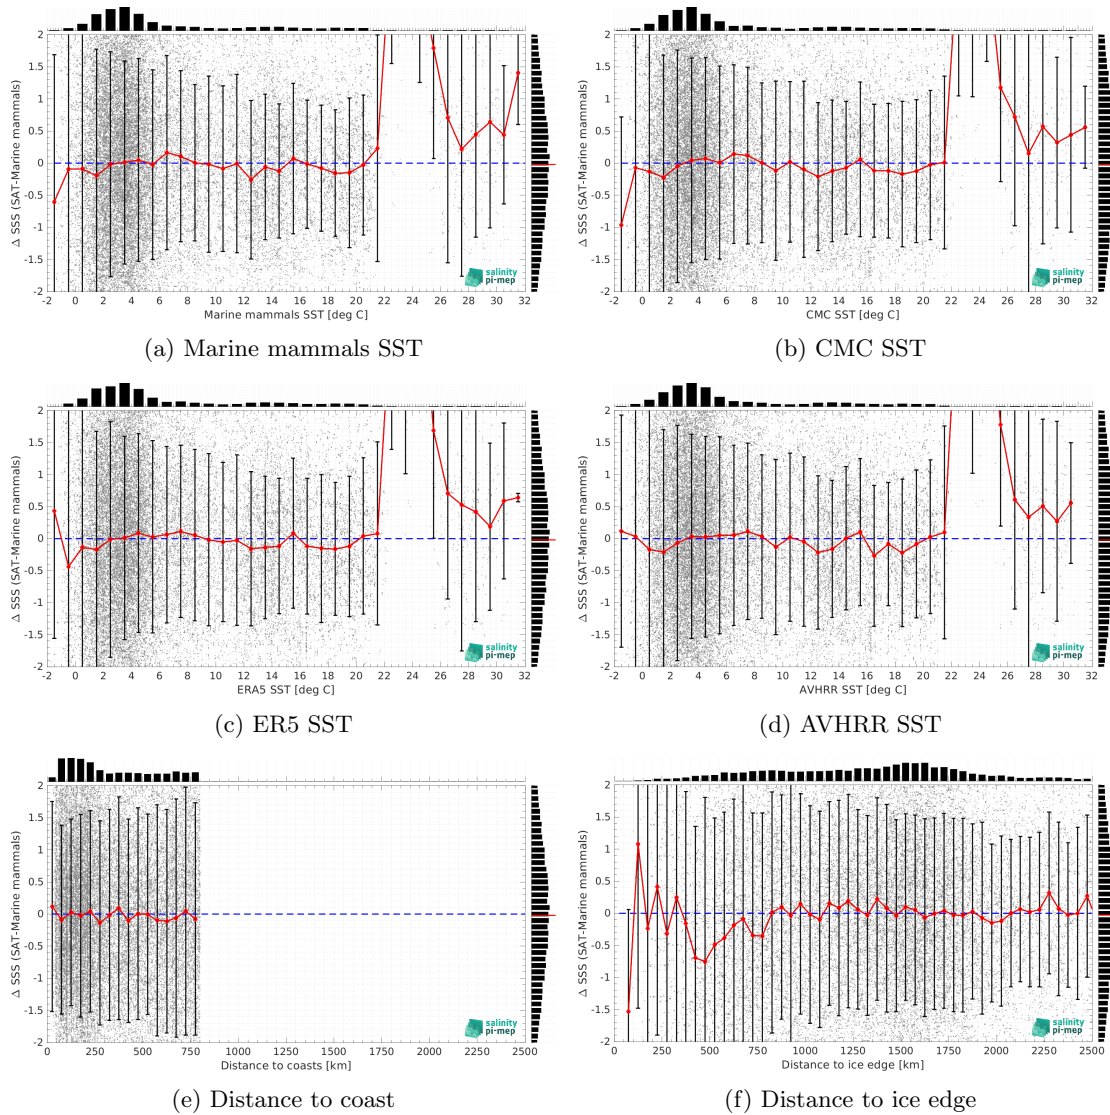 2
1.5
1
0.5
0
-0.5
-1
-1.5
-2
Δ SSS (SAT-Marine mammals)
-2 0 2 4 6 8 10 12 14 16 18 20 22 24 26 28 30 32
Marine mammals SST [deg C]
salinity
pi-mep
(a) Marine mammals SST
2
1.5
1
0.5
0
-0.5
-1
-1.5
-2
Δ SSS (SAT-Marine mammals)
-2 0 2 4 6 8 10 12 14 16 18 20 22 24 26 28 30 32
CMC SST [deg C]
salinity
pi-mep
(b) CMC SST
2
1.5
1
0.5
0
-0.5
-1
-1.5
-2
Δ SSS (SAT-Marine mammals)
-2 0 2 4 6 8 10 12 14 16 18 20 22 24 26 28 30 32
ERA5 SST [deg C]
salinity
pi-mep
(c) ER5 SST
2
1.5
1
0.5
0
-0.5
-1
-1.5
-2
Δ SSS (SAT-Marine mammals)
-2 0 2 4 6 8 10 12 14 16 18 20 22 24 26 28 30 32
AVHRR SST [deg C]
salinity
pi-mep
(d) AVHRR SST
2
1.5
1
0.5
0
-0.5
-1
-1.5
-2
Δ SSS (SAT-Marine mammals)
0 250 500 750 1000 1250 1500 1750 2000 2250 2500
Distance to coasts [km]
salinity
pi-mep
(e) Distance to coast
2
1.5
1
0.5
0
-0.5
-1
-1.5
-2
Δ SSS (SAT-Marine mammals)
0 250 500 750 1000 1250 1500 1750 2000 2250 2500
Distance to ice edge [km]
salinity
pi-mep
(f) Distance to ice edge